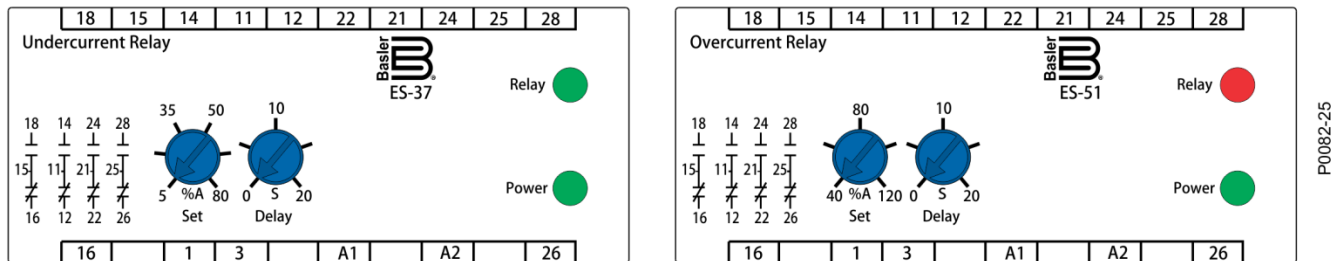 18 15 14 11 12 22 21 24 25 28
Undercurrent Relay
Basler
ES-37
Relay
35 50 10
18 14 24 28
15 11 21 25
16 12 22 26
5 %A 80 0 S 20
Set Delay
Power
16 1 3 A1 A2 26
18 15 14 11 12 22 21 24 25 28
Overcurrent Relay
Basler
ES-51
Relay
80 10
18 14 24 28
15 11 21 25
16 12 22 26
40 %A 120 0 S 20
Set Delay
Power
16 1 3 A1 A2 26
P0082-25